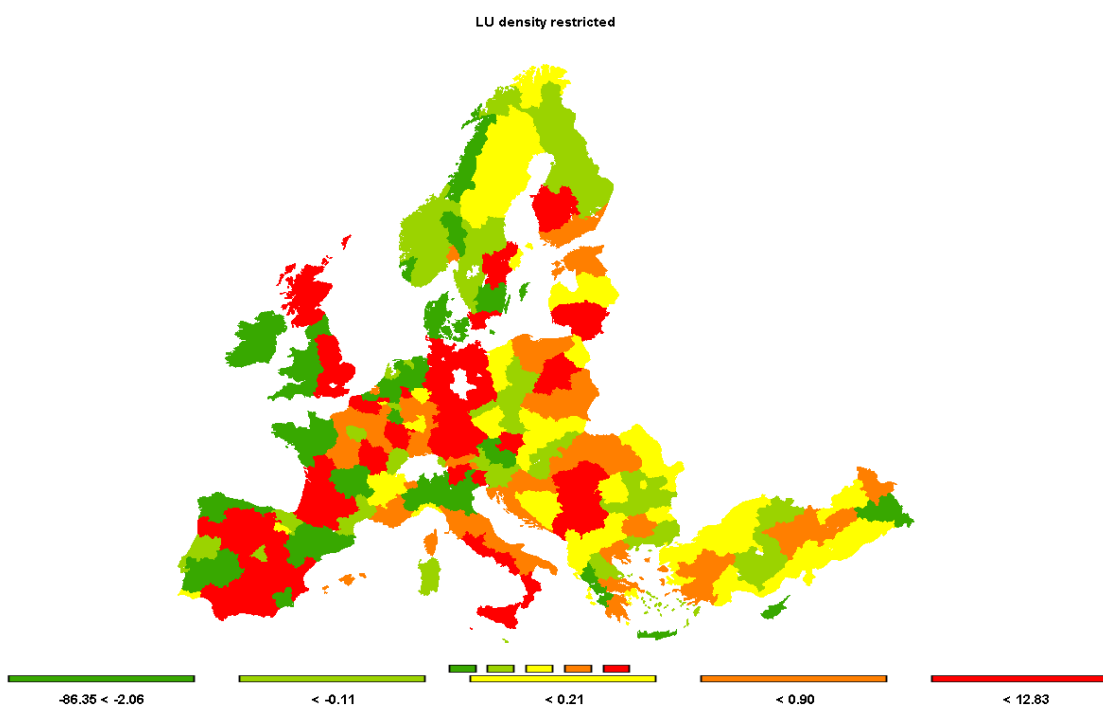 LU density restricted
-86.35 < -2.06 < -0.11 < 0.21 < 0.90 < 12.83